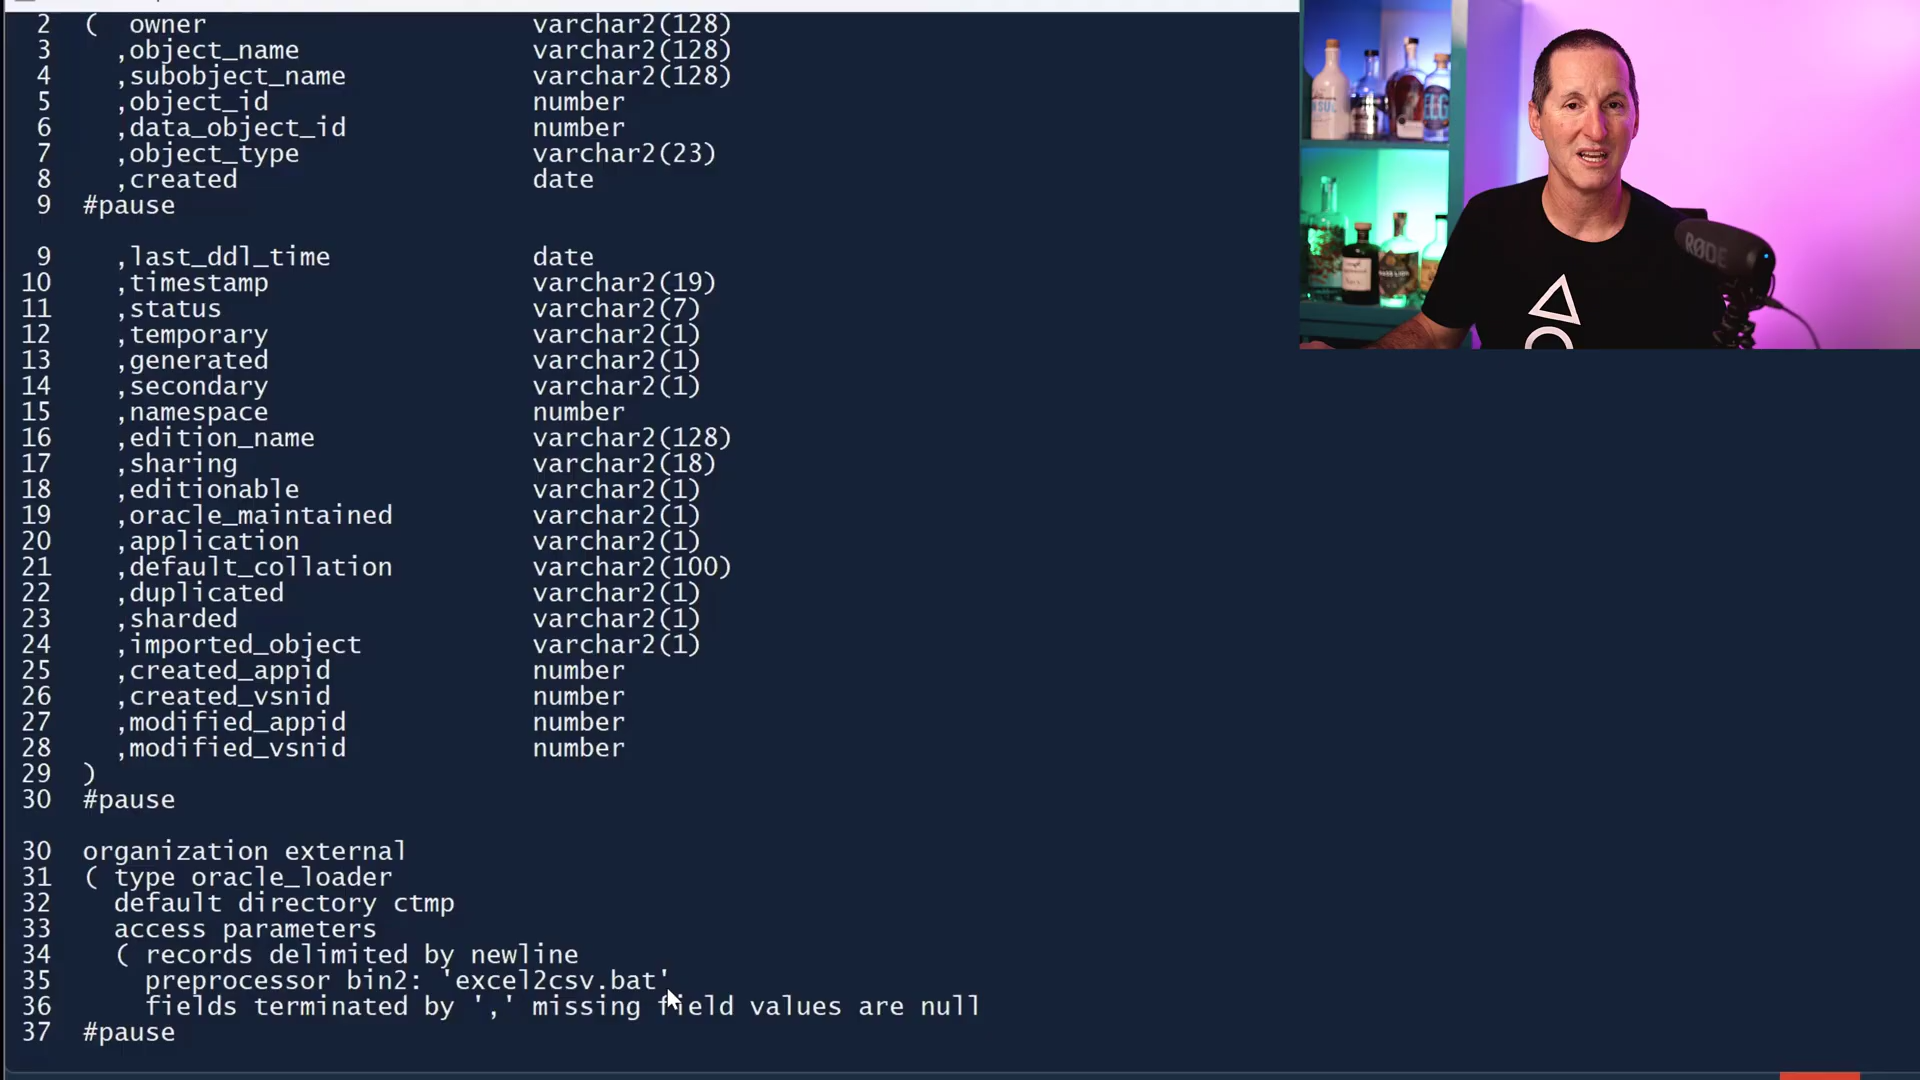 2 ( owner varchar2(128)
3 ,object_name varchar2(128)
4 ,subobject_name varchar2(128)
5 ,object_id number
6 ,data_object_id number
7 ,object_type varchar2(23)
8 ,created date
9 #pause
9 ,last_ddl_time date
10 ,timestamp varchar2(19)
11 ,status varchar2(7)
12 ,temporary varchar2(1)
13 ,generated varchar2(1)
14 ,secondary varchar2(1)
15 ,namespace number
16 ,edition_name varchar2(128)
17 ,sharing varchar2(18)
18 ,editionable varchar2(1)
19 ,oracle_maintained varchar2(1)
20 ,application varchar2(1)
21 ,default_collation varchar2(100)
22 ,duplicated varchar2(1)
23 ,sharded varchar2(1)
24 ,imported_object varchar2(1)
25 ,created_appid number
26 ,created_vsnid number
27 ,modified_appid number
28 ,modified_vsnid number
29 )
30 #pause
30 organization external
31 ( type oracle_loader
32 default directory ctmp
33 access parameters
34 ( records delimited by newline
35 preprocessor bin2: 'excel2csv.bat'
36 fields terminated by ',' missing field values are null
37 #pause
RØDE